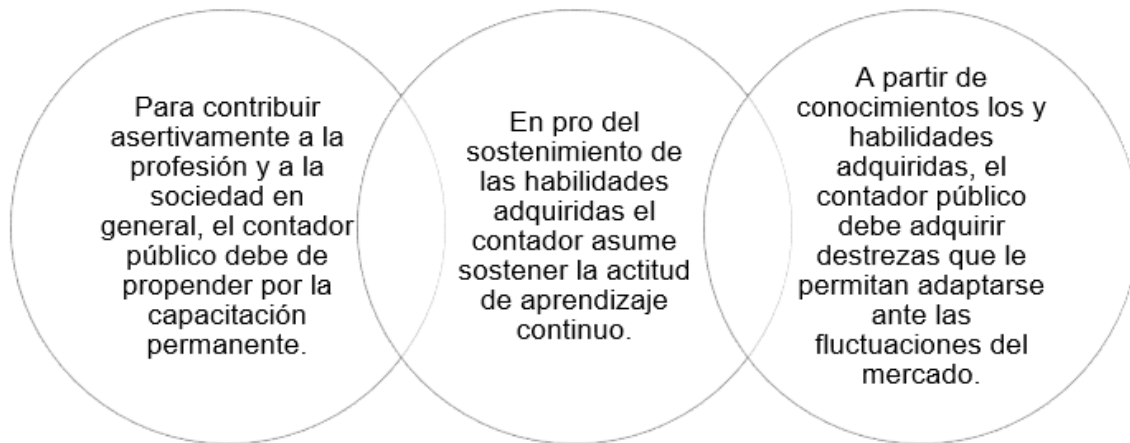 Para contribuir
asertivamente a la
profesión y a la
sociedad en
general, el contador
público debe de
propender por la
capacitación
permanente.
En pro del
sostenimiento de
las habilidades
adquiridas el
contador asume
sostener la actitud
de aprendizaje
continuo.
A partir de
conocimientos los y
habilidades
adquiridas, el
contador público
debe adquirir
destrezas que le
permitan adaptarse
ante las
fluctuaciones del
mercado.